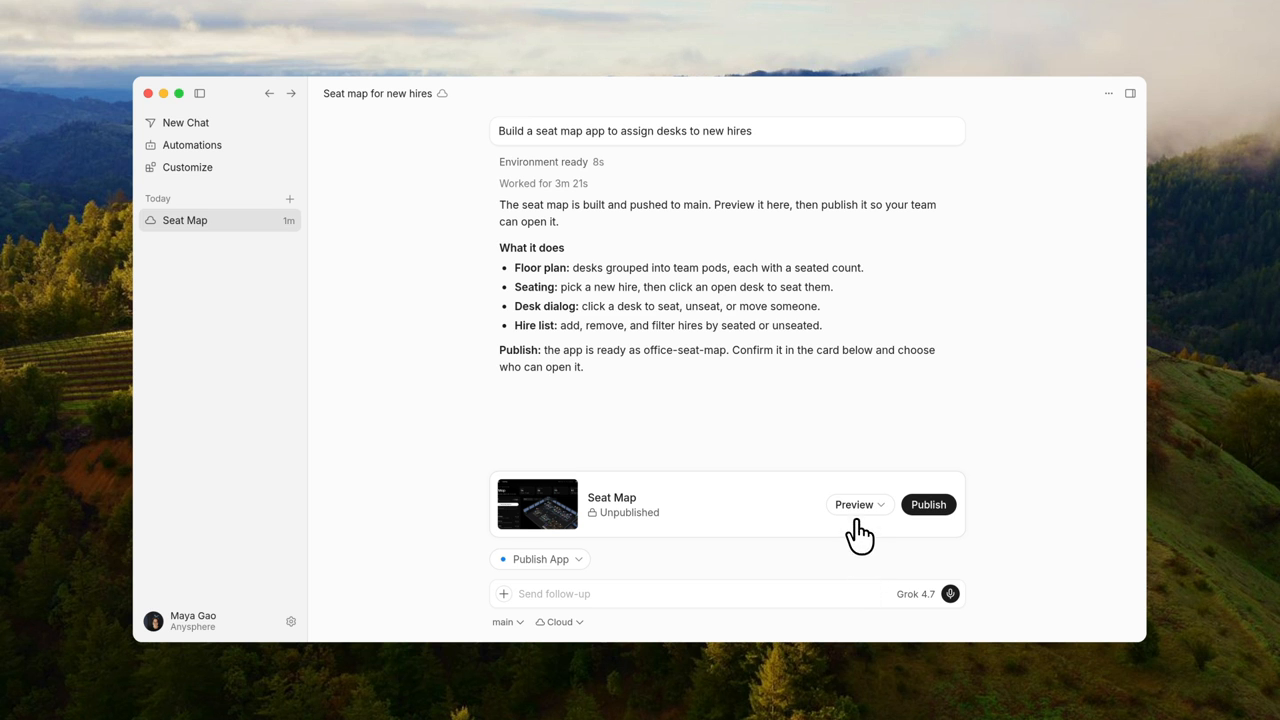 Seat map for new hires
New Chat
Automations
Customize
Today
Seat Map 1m
Maya Gao
Anysphere
Build a seat map app to assign desks to new hires
Environment ready 8s
Worked for 3m 21s
The seat map is built and pushed to main. Preview it here, then publish it so your team
can open it.
What it does
• Floor plan: desks grouped into team pods, each with a seated count.
• Seating: pick a new hire, then click an open desk to seat them.
• Desk dialog: click a desk to seat, unseat, or move someone.
• Hire list: add, remove, and filter hires by seated or unseated.
Publish: the app is ready as office-seat-map. Confirm it in the card below and choose
who can open it.
Seat Map
Unpublished
Preview
Publish
Publish App
Send follow-up
Grok 4.7
main
Cloud